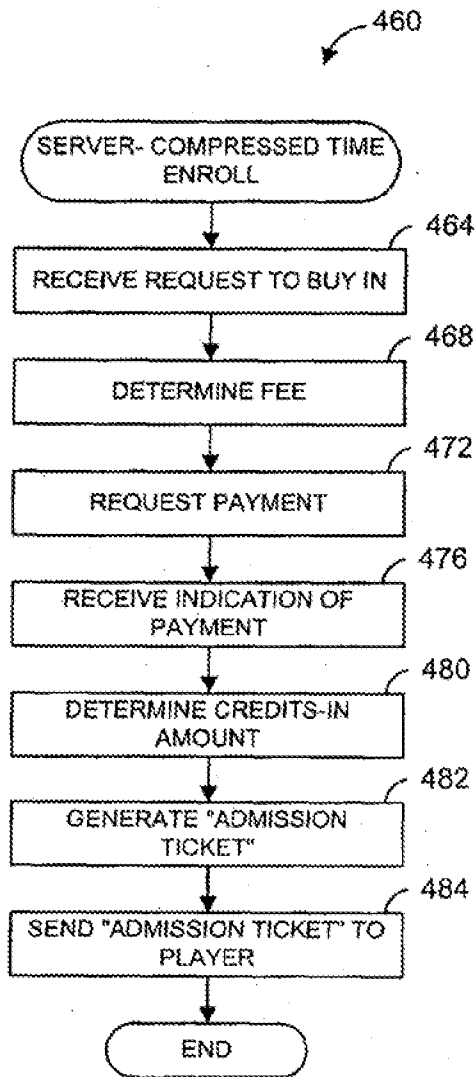 460
SERVER- COMPRESSED TIME
ENROLL
464
RECEIVE REQUEST TO BUY IN
468
DETERMINE FEE
472
REQUEST PAYMENT
476
RECEIVE INDICATION OF
PAYMENT
480
DETERMINE CREDITS-IN
AMOUNT
482
GENERATE "ADMISSION
TICKET"
484
SEND "ADMISSION TICKET" TO
PLAYER
END